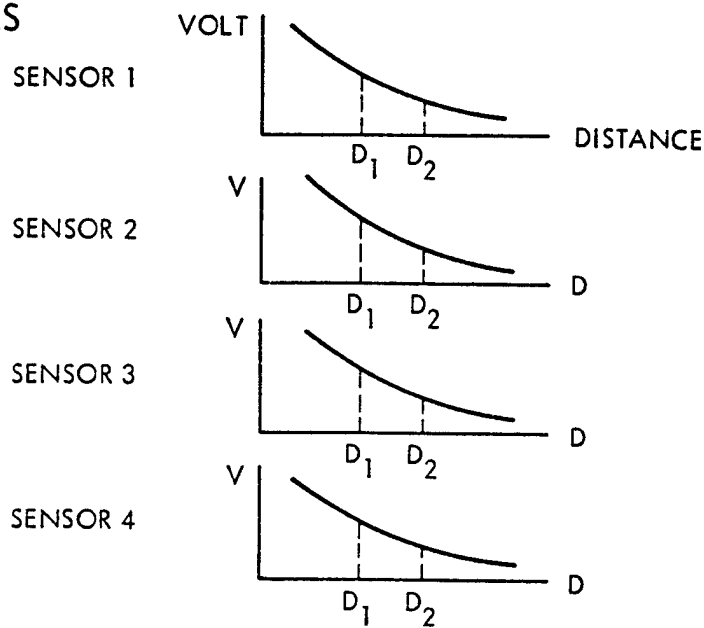 S
VOLT
SENSOR 1
DISTANCE
D1 D2
V
SENSOR 2
D
D1 D2
V
SENSOR 3
D
D1 D2
V
SENSOR 4
D
D1 D2